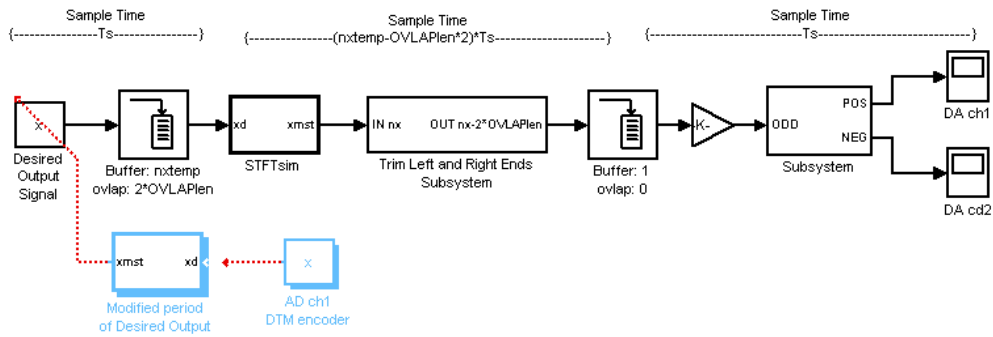 Sample Time
{-----------------Ts----------------}
Sample Time
{-----------------(nxtemp-OVLAPlen*2)*Ts----------------------}
Sample Time
{------------------------------Ts-------------------------------}
x
Desired
Output
Signal
Buffer: nxtemp
ovlap: 2*OVLAPlen
xd
xmst
STFTsim
IN nx
OUT nx-2*OVLAPlen
Trim Left and Right Ends
Subsystem
Buffer: 1
ovlap: 0
-K-
ODD
POS
NEG
Subsystem
DA ch1
DA cd2
xmst
xd
Modified period
of Desired Output
x
AD ch1
DTM encoder